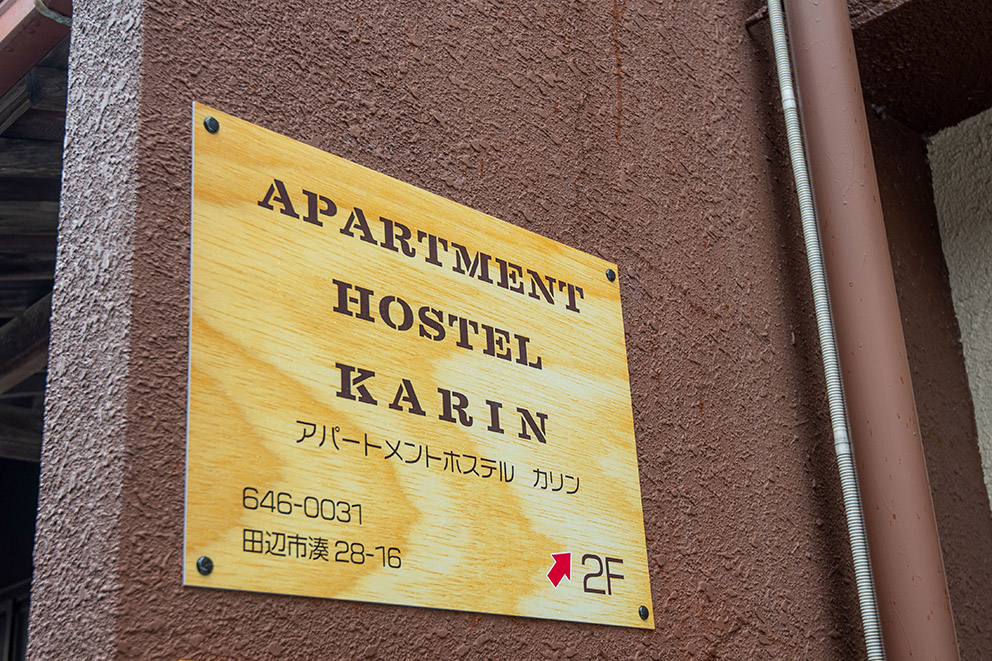 APARTMENT
HOSTEL
KARIN
アパートメントホステル　カリン
646-0031
田辺市湊 28-16
2F